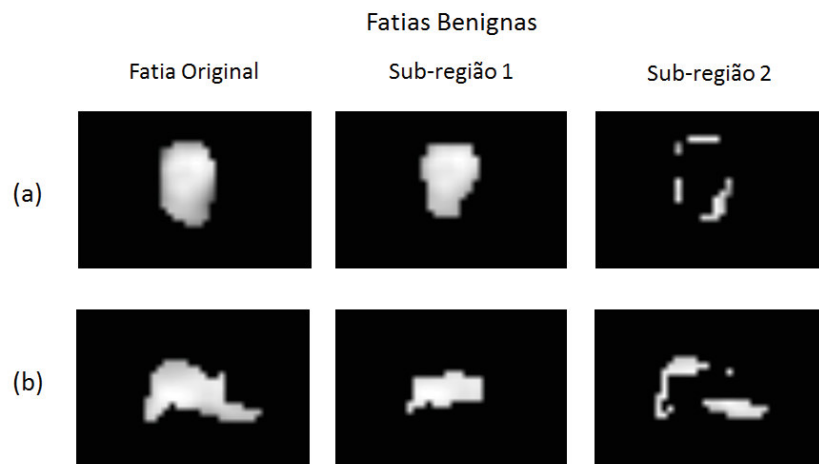 Fatias Benignas
Fatia Original
Sub-região 1
Sub-região 2
(a)
(b)